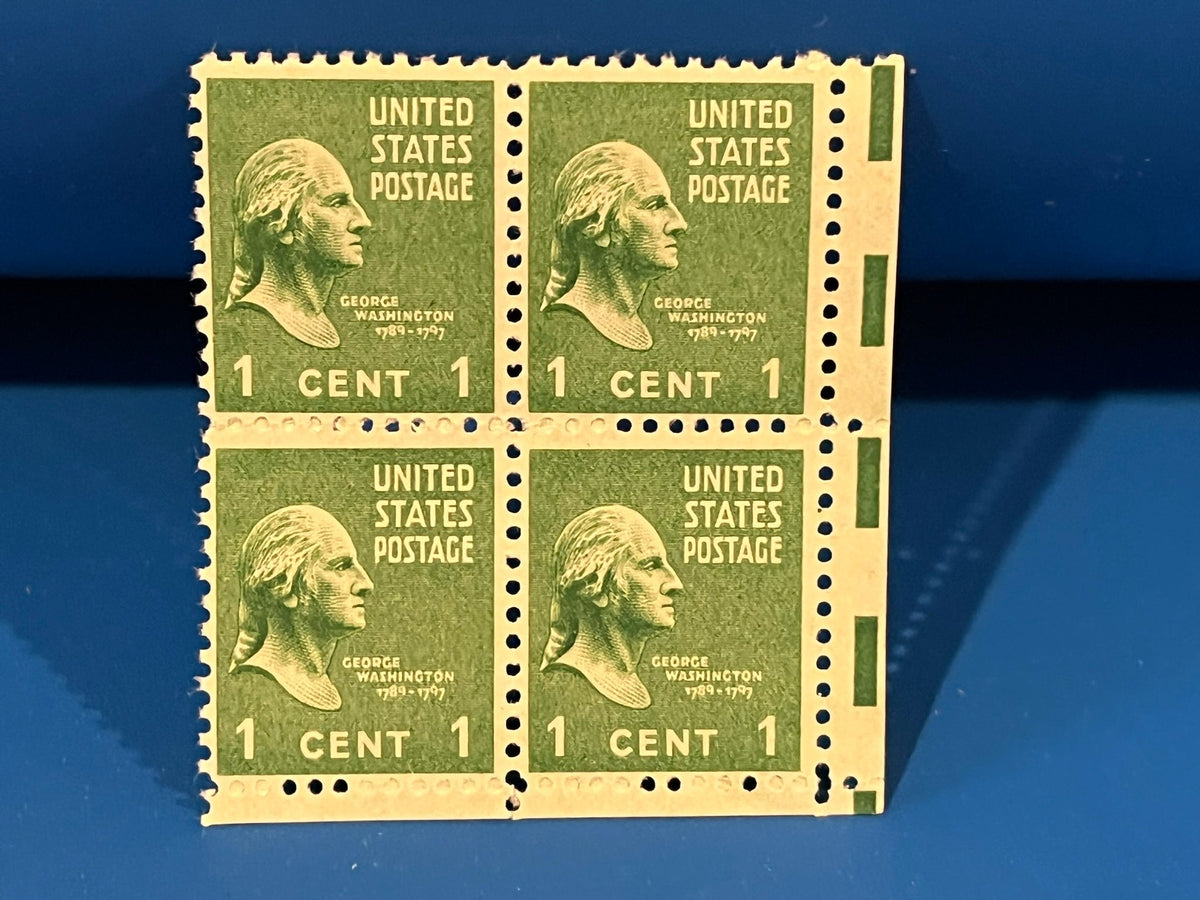 UNITED
STATES
POSTAGE
GEORGE
WASHINGTON
1789-1797
1 CENT 1
UNITED
STATES
POSTAGE
GEORGE
WASHINGTON
1789-1797
1 CENT 1
UNITED
STATES
POSTAGE
GEORGE
WASHINGTON
1789-1797
1 CENT 1
UNITED
STATES
POSTAGE
GEORGE
WASHINGTON
1789-1797
1 CENT 1